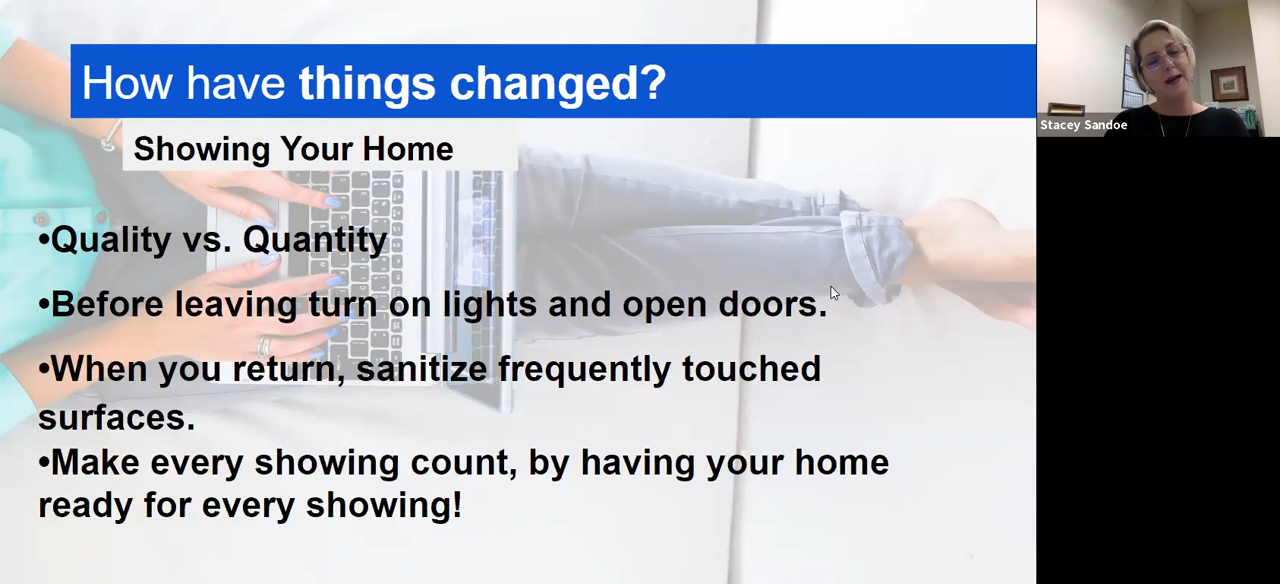 How have things changed?
Showing Your Home
•Quality vs. Quantity
•Before leaving turn on lights and open doors.
•When you return, sanitize frequently touched
surfaces.
•Make every showing count, by having your home
ready for every showing!
Stacey Sandoe